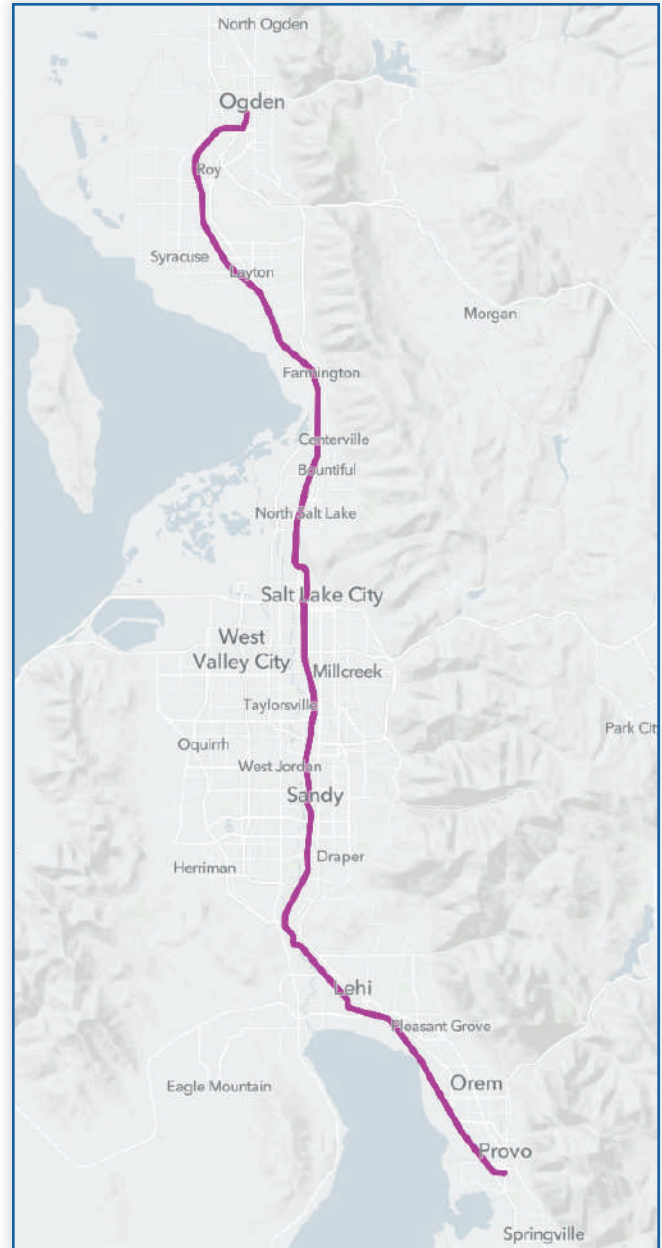 North Ogden
Ogden
Roy
Syracuse
Layton
Morgan
Farmington
Centerville
Bountiful
North Salt Lake
Salt Lake City
West
Valley City
Millcreek
Taylorsville
Park Cit
Oquirrh
West Jordan
Sandy
Draper
Herriman
Lehi
Pleasant Grove
Orem
Eagle Mountain
Provo
Springville